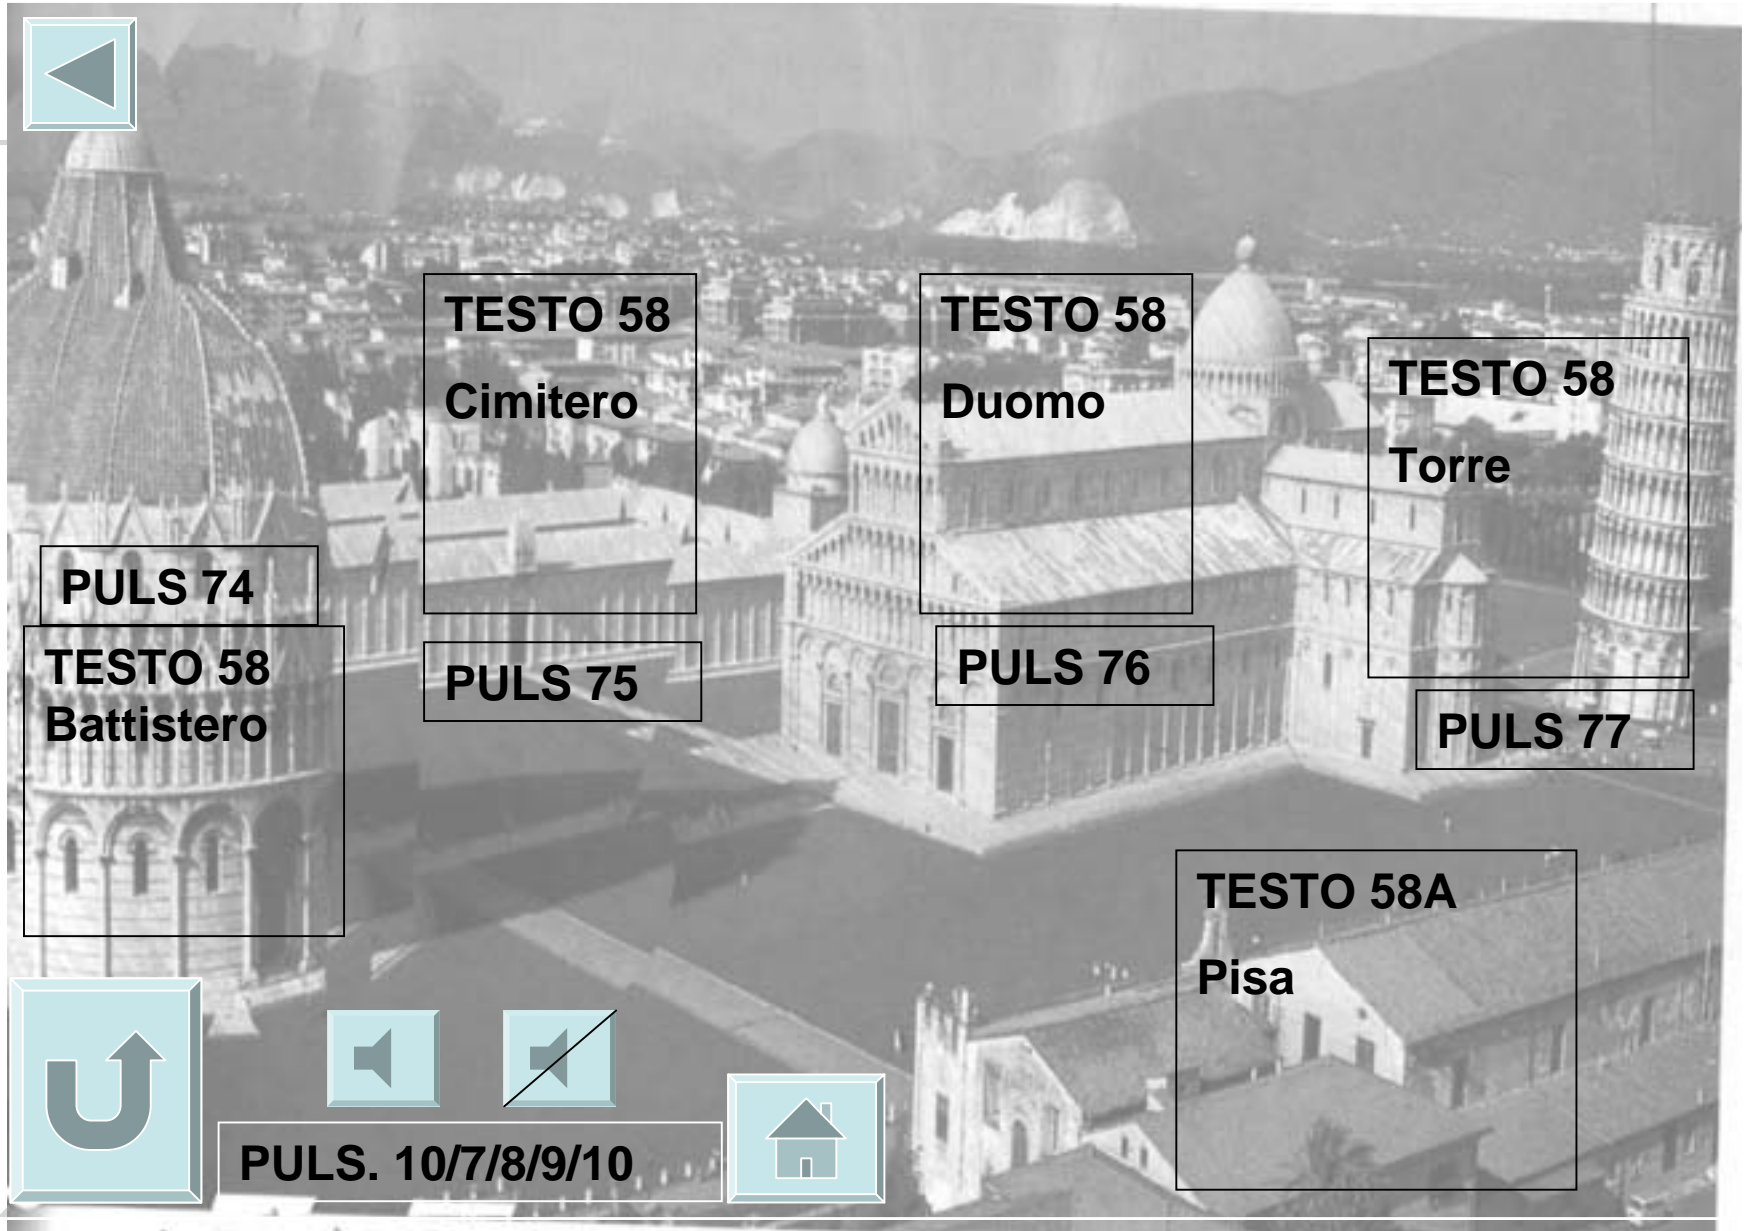 TESTO 58
Cimitero
TESTO 58
Duomo
TESTO 58
Torre
PULS 74
TESTO 58
Battistero
PULS 75
PULS 76
PULS 77
TESTO 58A
Pisa
PULS. 10/7/8/9/10